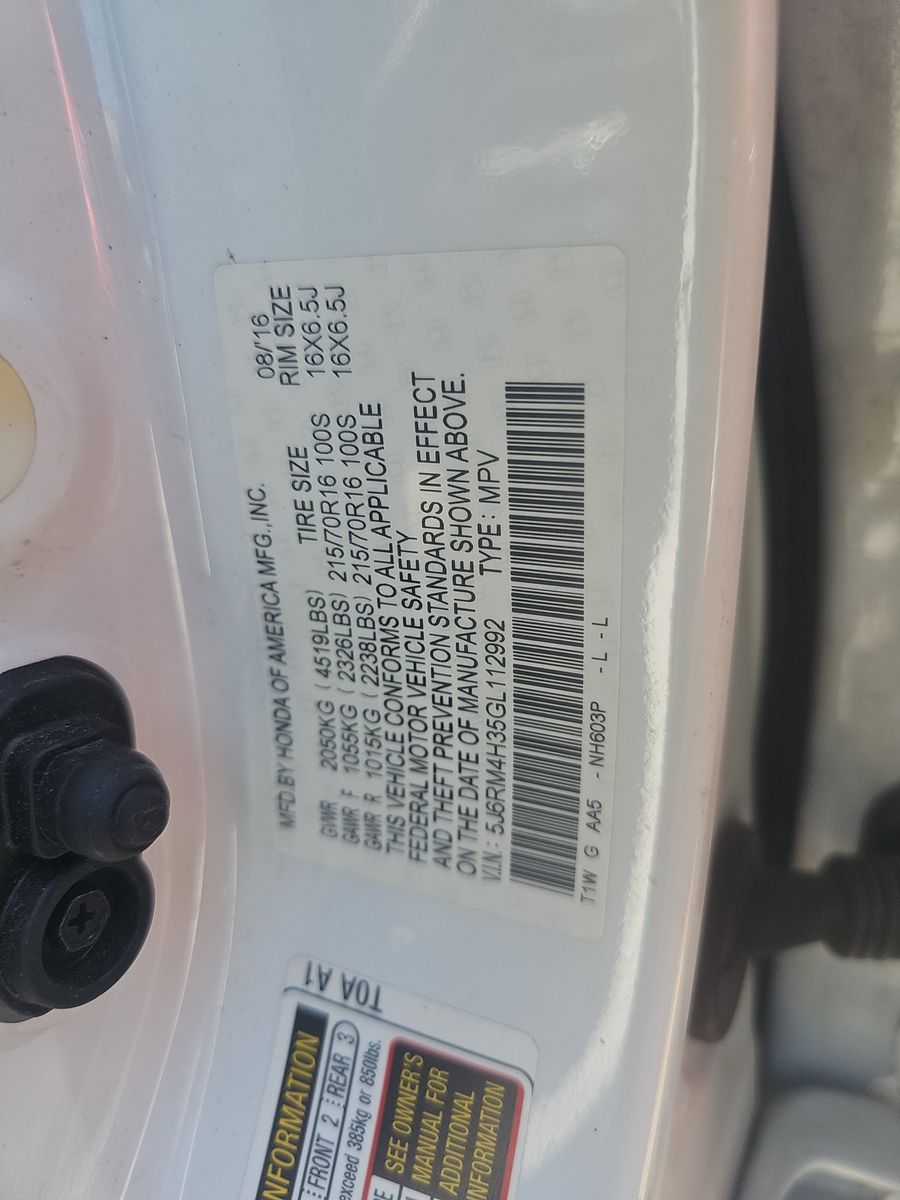 MFD.BY HONDA OF AMERICA MFG.,INC. 08/'16
TIRE SIZE RIM SIZE
GVWR 2050KG ( 4519LBS)
GAWR F 1055KG ( 2326LBS) 215/70R16 100S 16X6.5J
GAWR R 1015KG ( 2238LBS) 215/70R16 100S 16X6.5J
THIS VEHICLE CONFORMS TO ALL APPLICABLE
FEDERAL MOTOR VEHICLE SAFETY
AND THEFT PREVENTION STANDARDS IN EFFECT
ON THE DATE OF MANUFACTURE SHOWN ABOVE.
V.I.N.: 5J6RM4H35GL112992 TYPE: MPV
T1W G AA5 - NH603P - L - L
T0A A1
NFORMATION
FRONT 2 REAR 3
exceed 385kg or 850lbs.
SEE OWNER'S
MANUAL FOR
ADDITIONAL
INFORMATION